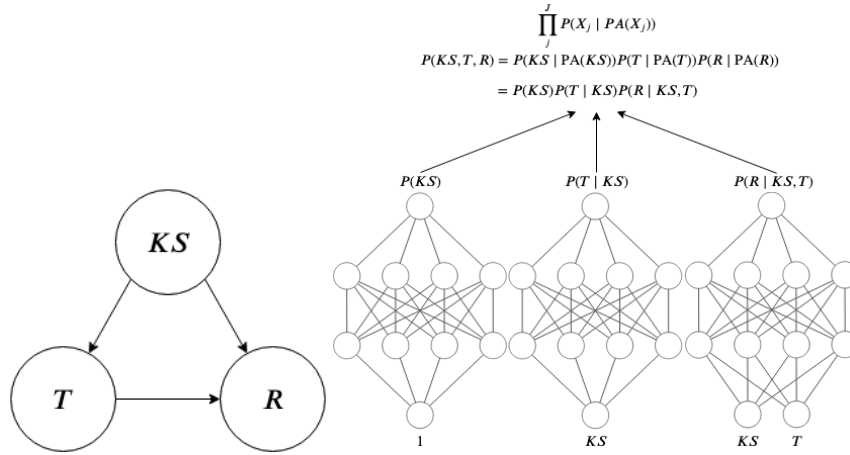 J
∏ P(X_j | PA(X_j))
j
P(KS, T, R) = P(KS | PA(KS))P(T | PA(T))P(R | PA(R))
= P(KS)P(T | KS)P(R | KS, T)
P(KS) P(T | KS) P(R | KS, T)
KS
T R
1 KS KS T